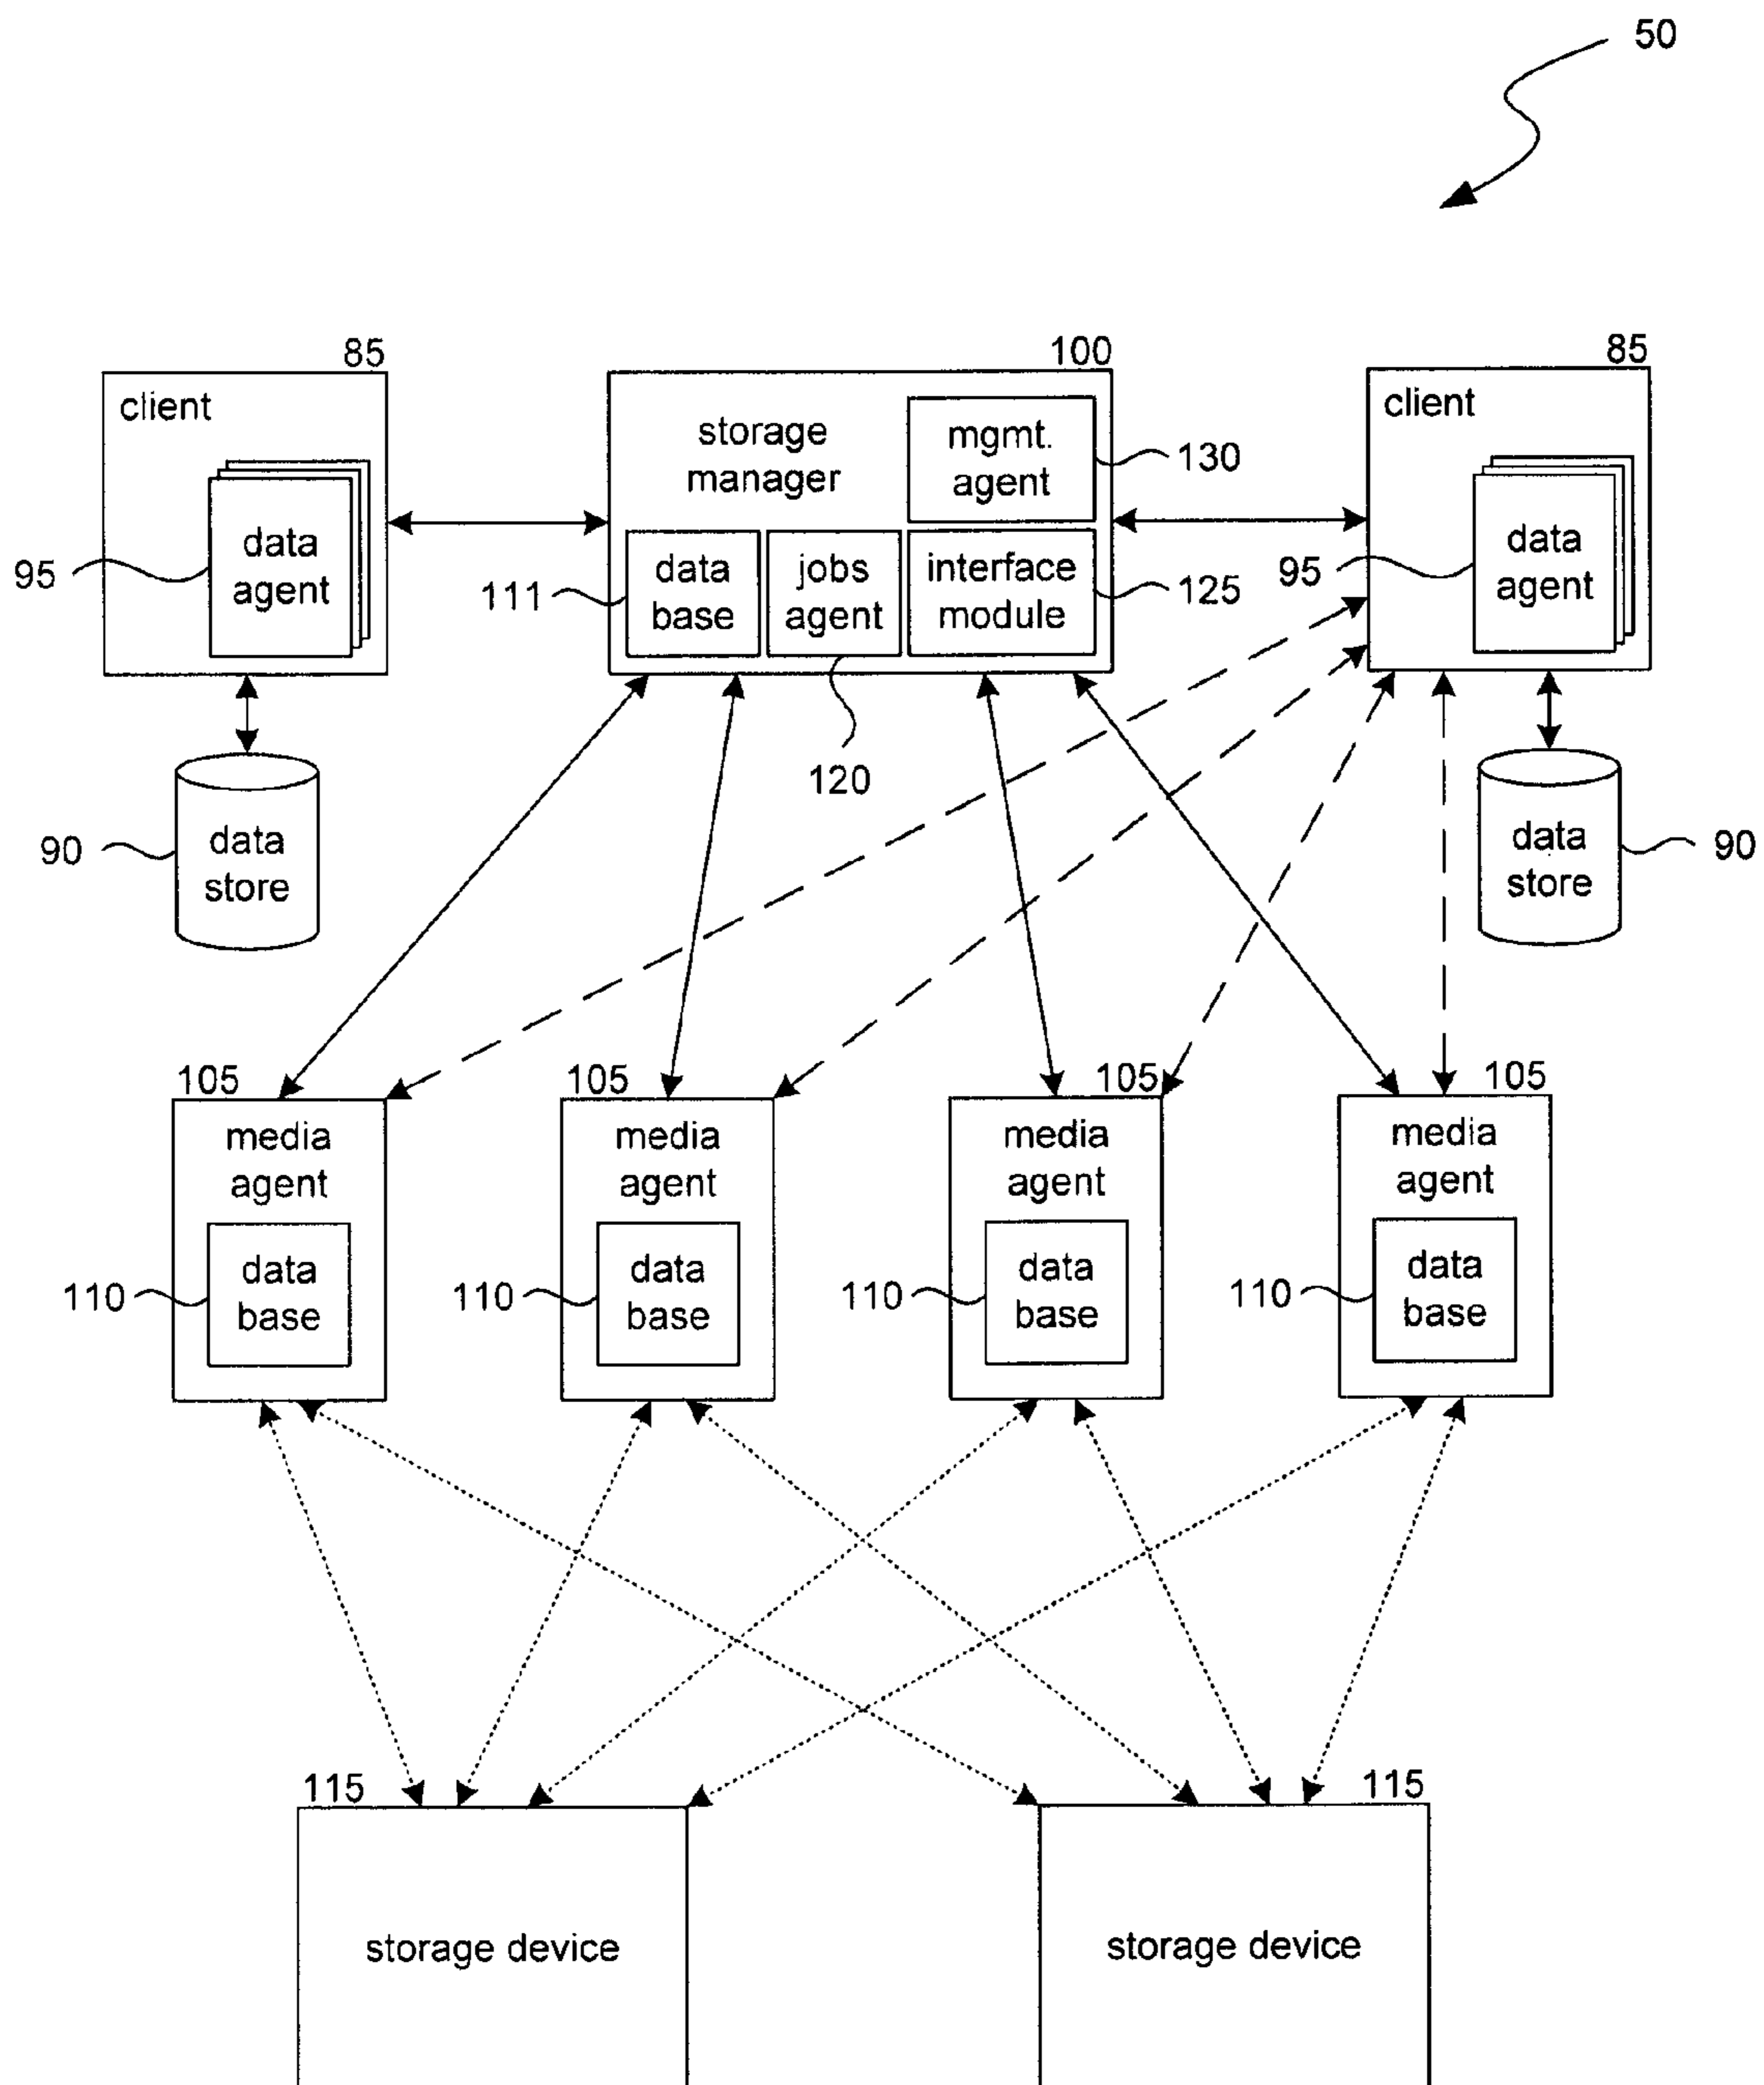 50
85
100
85
client
storage
manager
mgmt.
agent
130
client
95
data
agent
111
data
base
jobs
agent
interface
module
125
95
data
agent
120
90
data
store
data
store
90
105
105
105
105
media
agent
media
agent
media
agent
media
agent
110
data
base
110
data
base
110
data
base
110
data
base
115
115
storage device
storage device